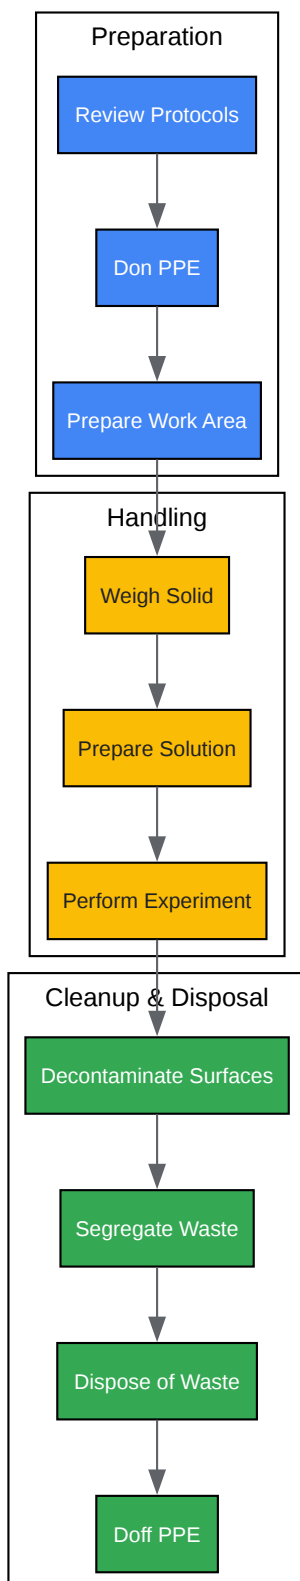 Preparation
Review Protocols
Don PPE
Prepare Work Area
Handling
Weigh Solid
Prepare Solution
Perform Experiment
Cleanup & Disposal
Decontaminate Surfaces
Segregate Waste
Dispose of Waste
Doff PPE